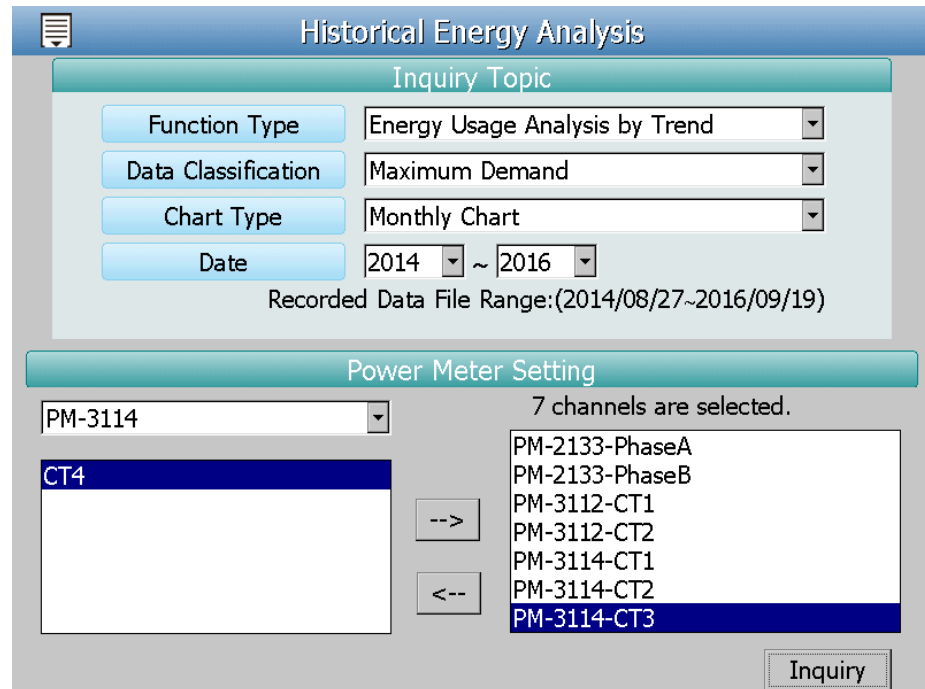 Historical Energy Analysis
Inquiry Topic
Function Type Energy Usage Analysis by Trend
Data Classification Maximum Demand
Chart Type Monthly Chart
Date 2014 ~ 2016
Recorded Data File Range:(2014/08/27~2016/09/19)
Power Meter Setting
PM-3114
7 channels are selected.
CT4
-->
<--
PM-2133-PhaseA
PM-2133-PhaseB
PM-3112-CT1
PM-3112-CT2
PM-3114-CT1
PM-3114-CT2
PM-3114-CT3
Inquiry